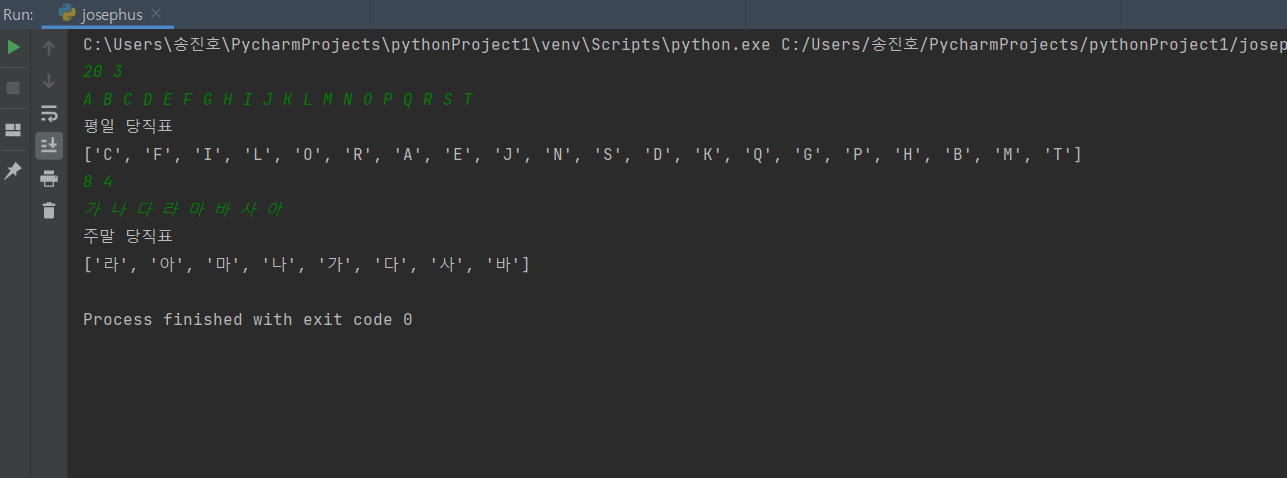 Run: josephus
C:\Users\송진호\PycharmProjects\pythonProject1\venv\Scripts\python.exe C:/Users/송진호/PycharmProjects/pythonProject1/josep
20 3
A B C D E F G H I J K L M N O P Q R S T
평일 당직표
['C', 'F', 'I', 'L', 'O', 'R', 'A', 'E', 'J', 'N', 'S', 'D', 'K', 'Q', 'G', 'P', 'H', 'B', 'M', 'T']
8 4
가 나 다 라 마 바 사 아
주말 당직표
['라', '아', '마', '나', '가', '다', '사', '바']
Process finished with exit code 0